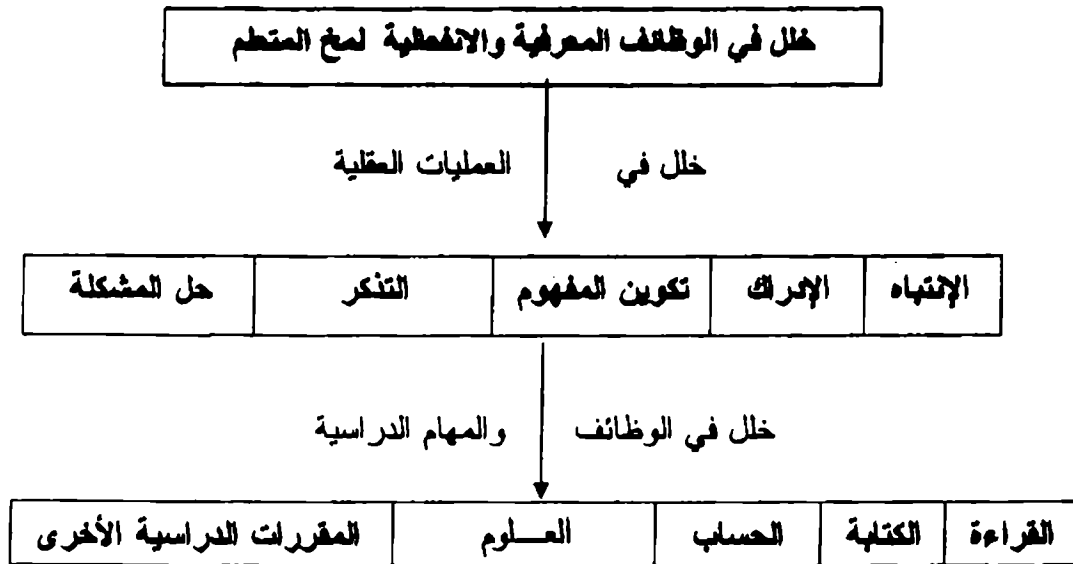 خلل في الوظائف المعرفية والانفعالية لمخ المتعلم
خلل في العمليات العقلية
الإنتباه الإدراك تكوين المفهوم التذكر حل المشكلة
خلل في الوظائف والمهام الدراسية
القراءة الكتابة الحساب العــلوم المقررات الدراسية الأخرى